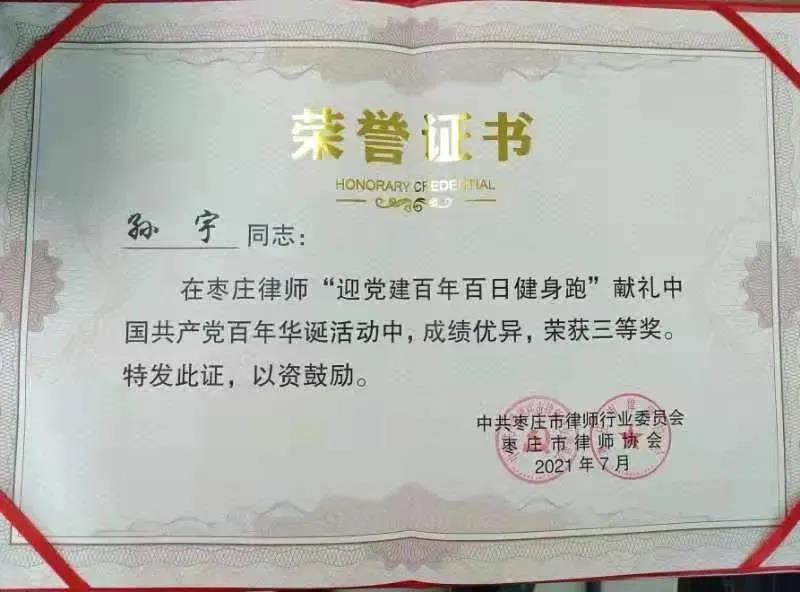 荣誉证书
HONORARY CREDENTIAL
孙宇 同志：
在枣庄律师“迎党建百年百日健身跑”献礼中
国共产党百年华诞活动中，成绩优异，荣获三等奖。
特发此证，以资鼓励。
中共枣庄市律师行业委员会
枣庄市律师协会
2021年7月